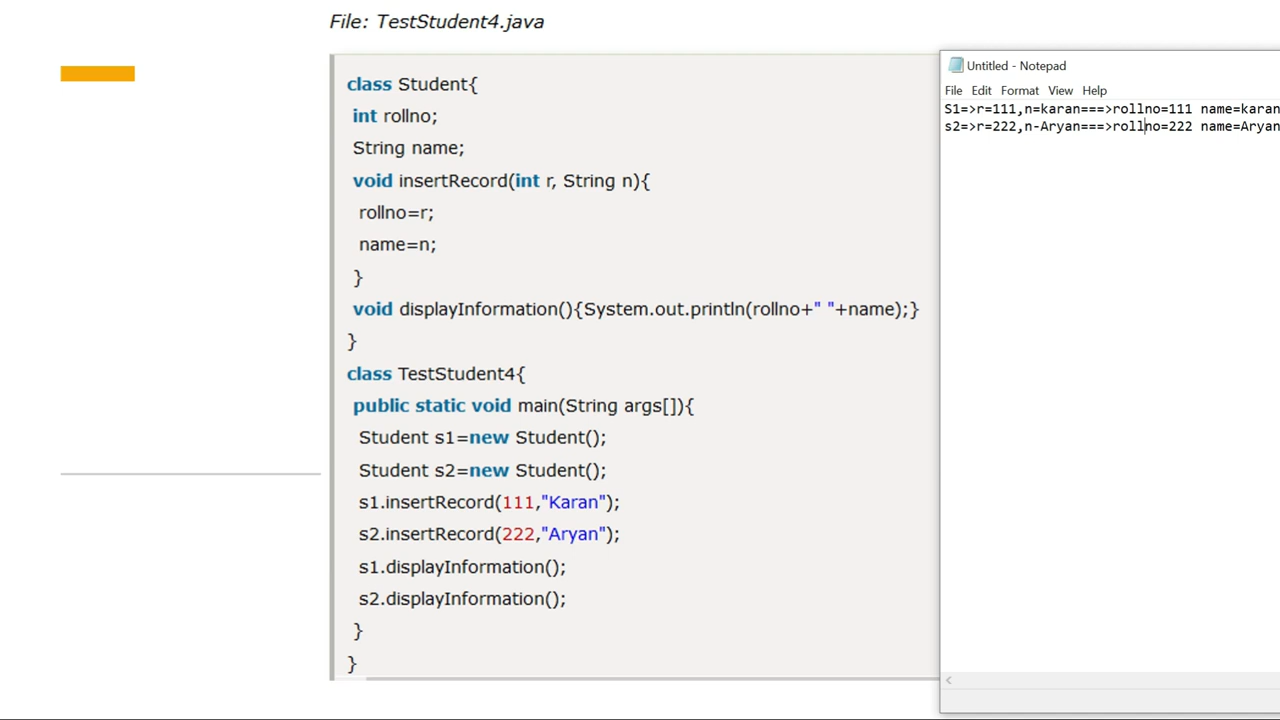 File: TestStudent4.java
class Student{
int rollno;
String name;
void insertRecord(int r, String n){
rollno=r;
name=n;
}
void displayInformation(){System.out.println(rollno+" "+name);}
}
class TestStudent4{
public static void main(String args[]){
Student s1=new Student();
Student s2=new Student();
s1.insertRecord(111,"Karan");
s2.insertRecord(222,"Aryan");
s1.displayInformation();
s2.displayInformation();
}
}
Untitled - Notepad
File Edit Format View Help
S1=>r=111,n=karan===>rollno=111 name=karan
s2=>r=222,n-Aryan===>rollno=222 name=Aryan